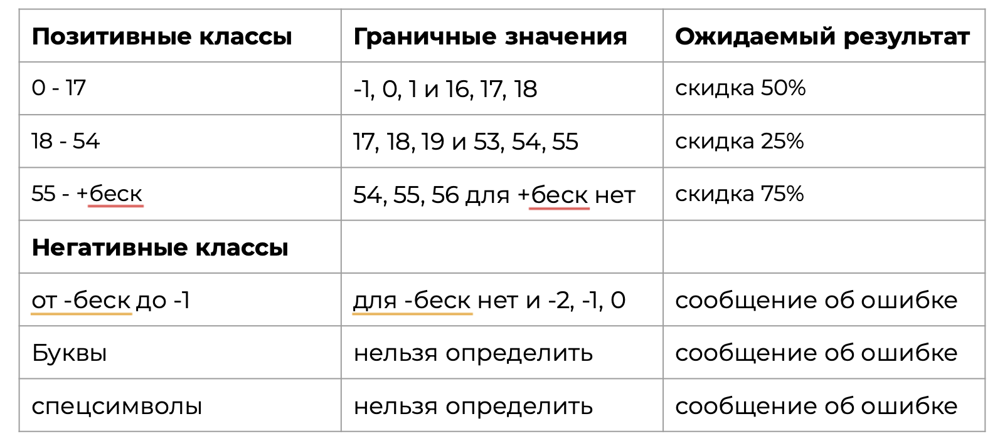 Позитивные классы Граничные значения Ожидаемый результат
0 - 17 -1, 0, 1 и 16, 17, 18 скидка 50%
18 - 54 17, 18, 19 и 53, 54, 55 скидка 25%
55 - +беск 54, 55, 56 для +беск нет скидка 75%
Негативные классы
от -беск до -1 для -беск нет и -2, -1, 0 сообщение об ошибке
Буквы нельзя определить сообщение об ошибке
спецсимволы нельзя определить сообщение об ошибке